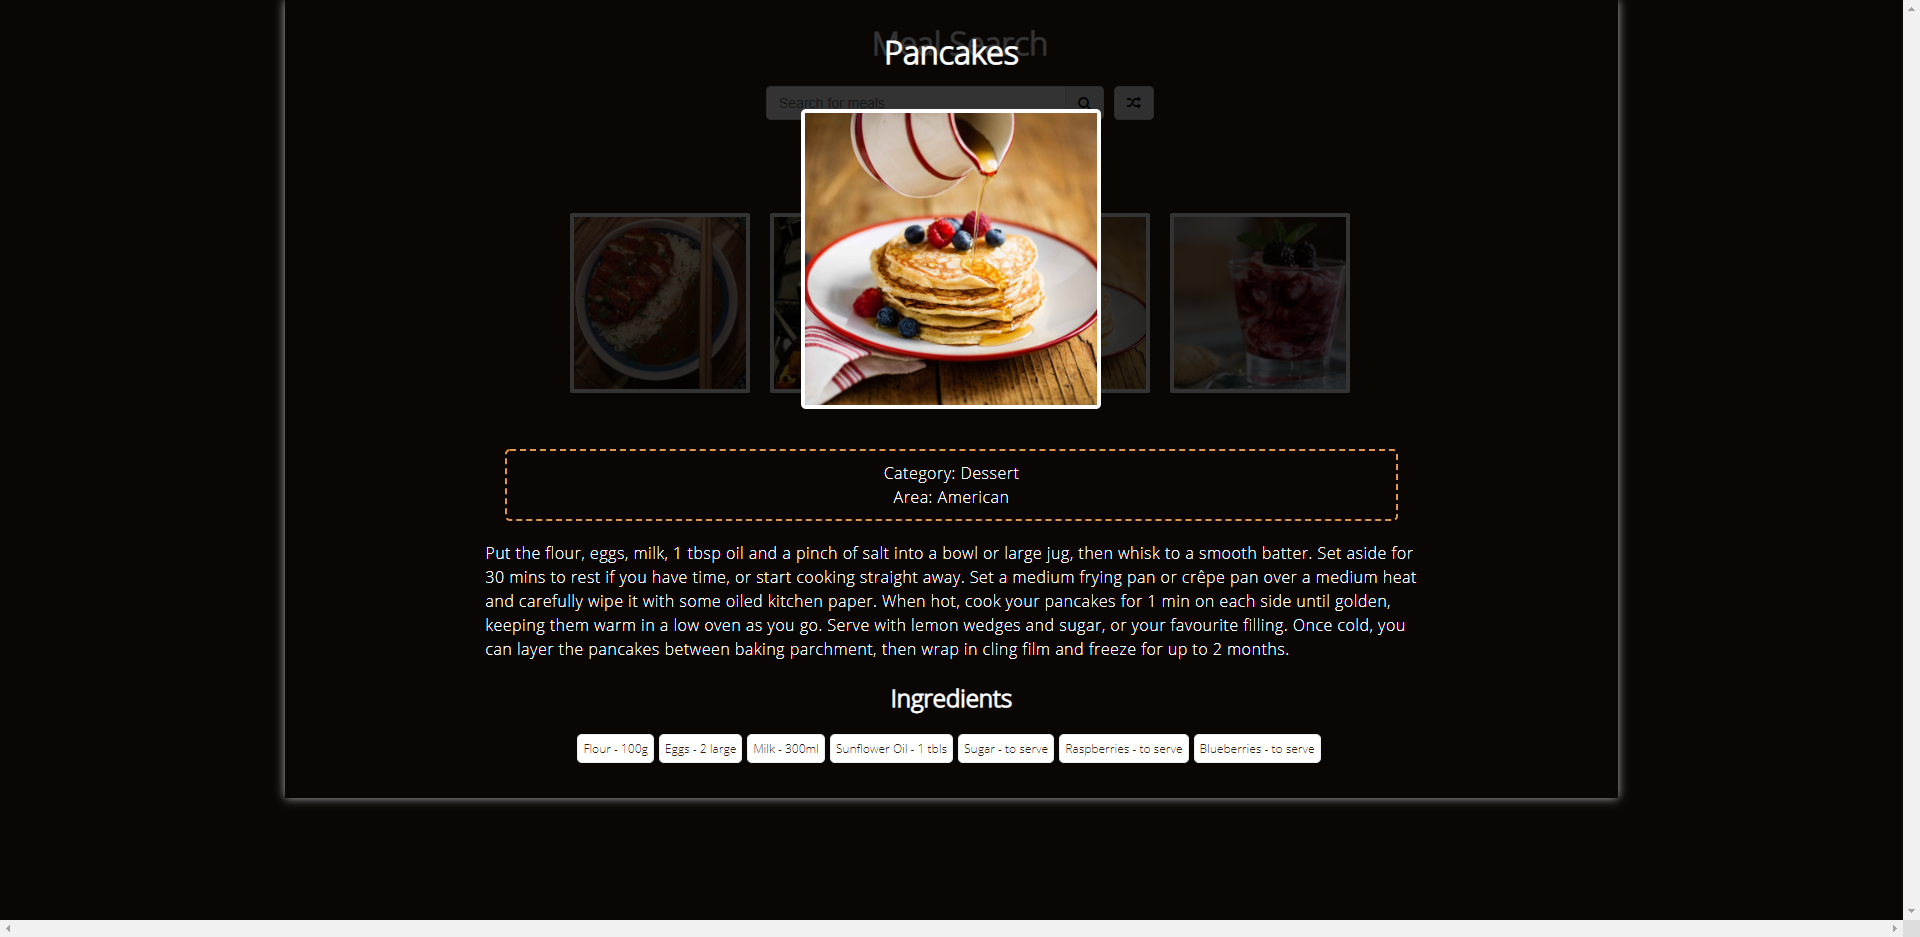 Meal Search
Pancakes
Search for meals
Category: Dessert
Area: American
Put the flour, eggs, milk, 1 tbsp oil and a pinch of salt into a bowl or large jug, then whisk to a smooth batter. Set aside for
30 mins to rest if you have time, or start cooking straight away. Set a medium frying pan or crêpe pan over a medium heat
and carefully wipe it with some oiled kitchen paper. When hot, cook your pancakes for 1 min on each side until golden,
keeping them warm in a low oven as you go. Serve with lemon wedges and sugar, or your favourite filling. Once cold, you
can layer the pancakes between baking parchment, then wrap in cling film and freeze for up to 2 months.
Ingredients
Flour - 100g Eggs - 2 large Milk - 300ml Sunflower Oil - 1 tbls Sugar - to serve Raspberries - to serve Blueberries - to serve